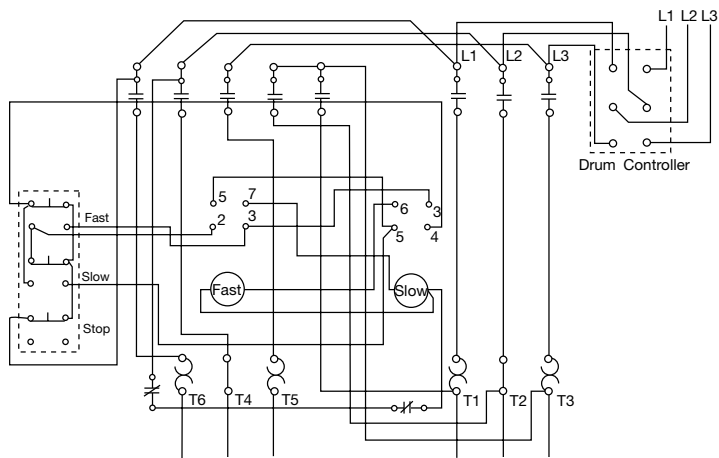 L1 L2 L3
L1 L2 L3
Drum Controller
5 7 6 3
2 3 5 4
Fast
Slow
Stop
Fast Slow
T6 T4 T5 T1 T2 T3